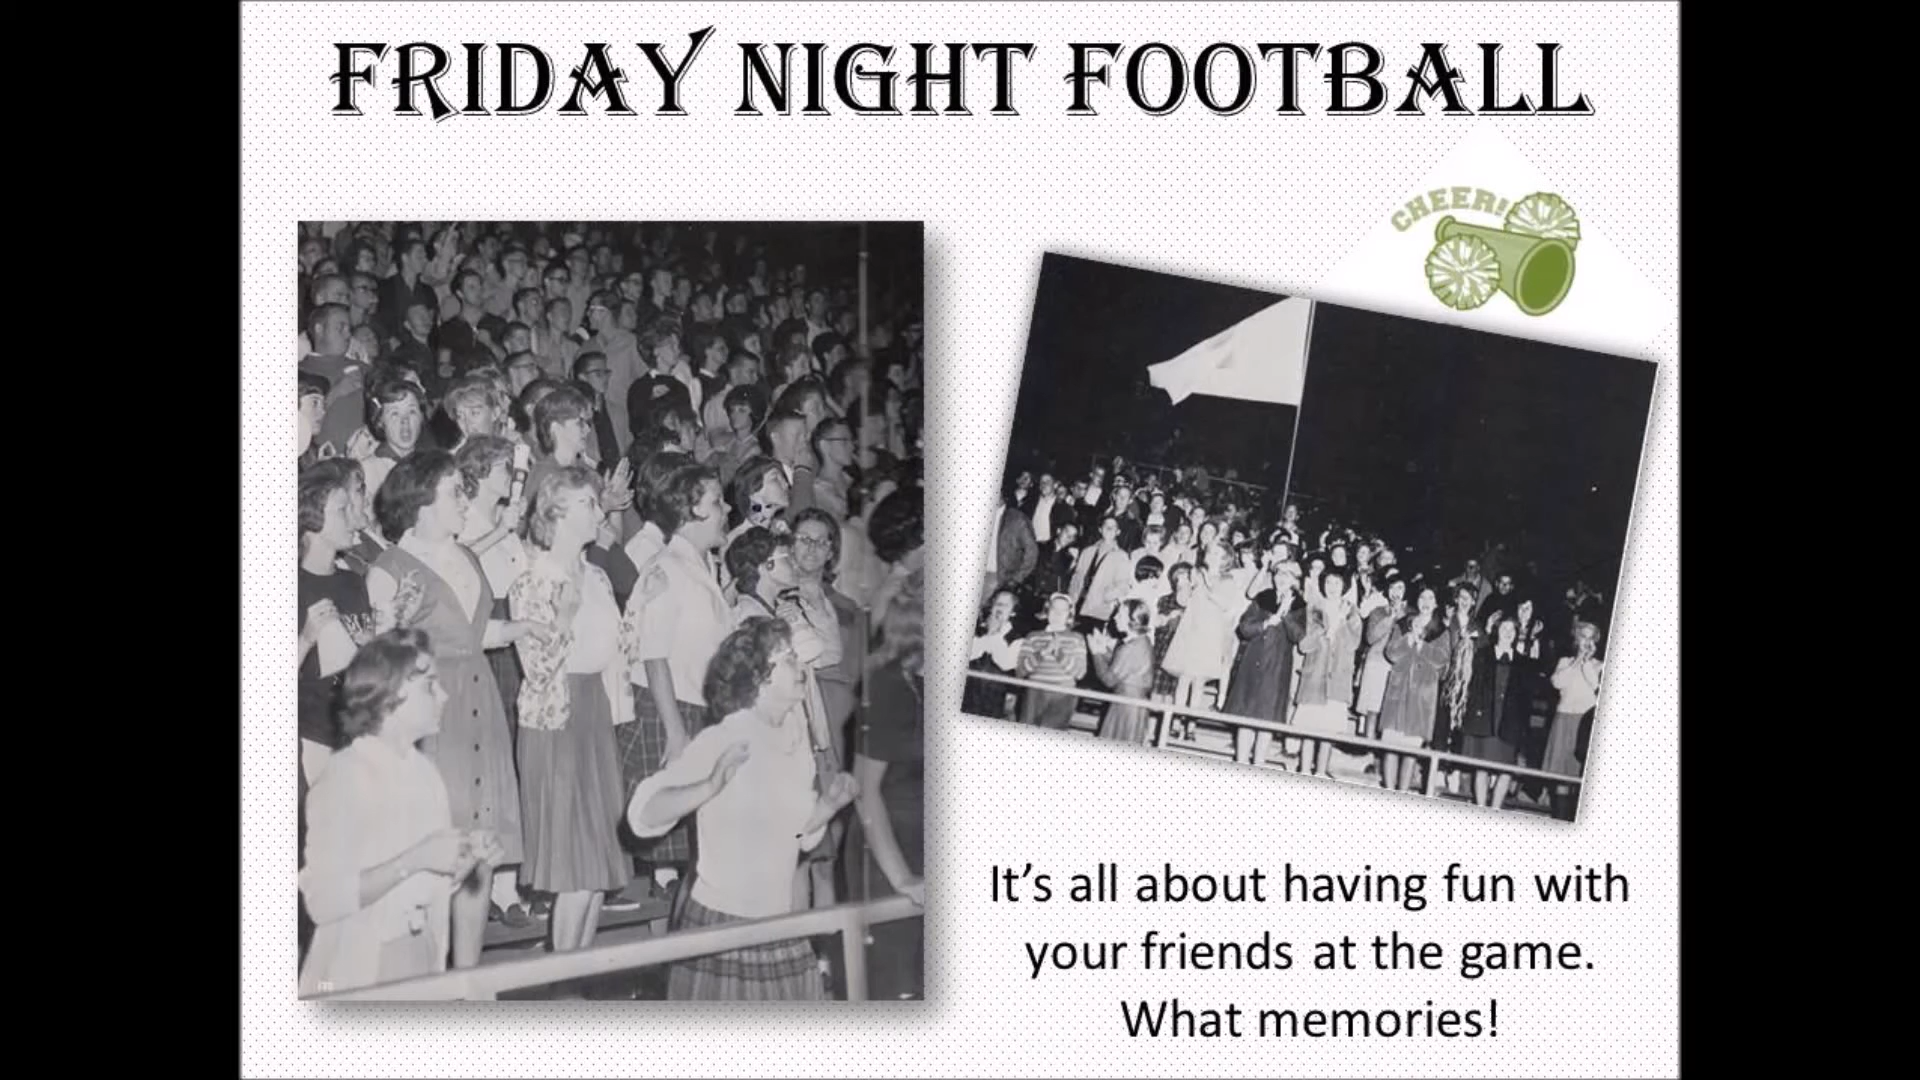 FRIDAY NIGHT FOOTBALL
CHEER!
It's all about having fun with
your friends at the game.
What memories!